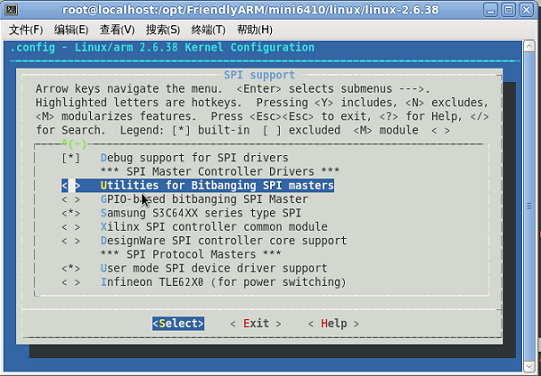 root@localhost:/opt/FriendlyARM/mini6410/linux/linux-2.6.38
文件(F) 编辑(E) 查看(V) 搜索(S) 终端(T) 帮助(H)
.config - Linux/arm 2.6.38 Kernel Configuration
SPI support
Arrow keys navigate the menu. <Enter> selects submenus --->.
Highlighted letters are hotkeys. Pressing <Y> includes, <N> excludes,
<M> modularizes features. Press <Esc><Esc> to exit, <?> for Help, </>
for Search. Legend: [*] built-in [ ] excluded <M> module < >
^(-)
[*] Debug support for SPI drivers
*** SPI Master Controller Drivers ***
< > Utilities for Bitbanging SPI masters
< > GPIO-based bitbanging SPI Master
<*> Samsung S3C64XX series type SPI
< > Xilinx SPI controller common module
< > DesignWare SPI controller core support
*** SPI Protocol Masters ***
<*> User mode SPI device driver support
< > Infineon TLE62X0 (for power switching)
<Select> < Exit > < Help >